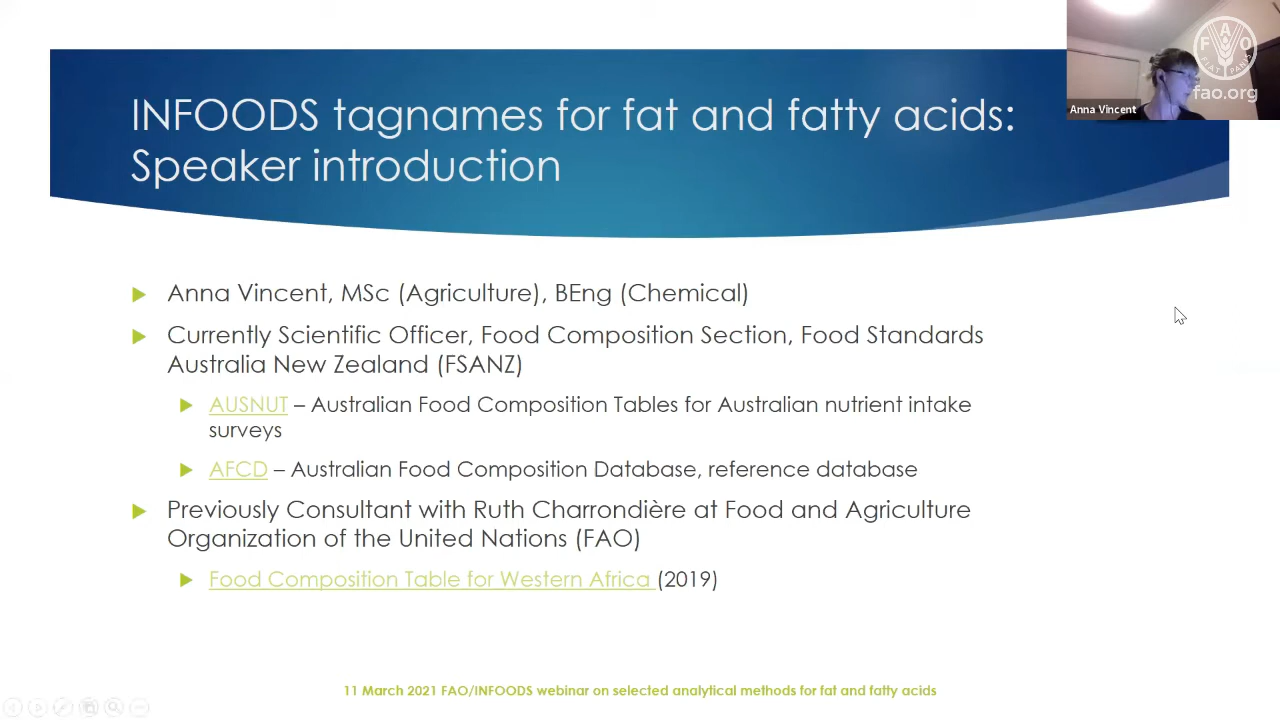 INFOODS tagnames for fat and fatty acids:
Speaker introduction
FAO
FIAT PANIS
fao.org
Anna Vincent
Anna Vincent, MSc (Agriculture), BEng (Chemical)
Currently Scientific Officer, Food Composition Section, Food Standards
Australia New Zealand (FSANZ)
AUSNUT – Australian Food Composition Tables for Australian nutrient intake
surveys
AFCD – Australian Food Composition Database, reference database
Previously Consultant with Ruth Charrondière at Food and Agriculture
Organization of the United Nations (FAO)
Food Composition Table for Western Africa (2019)
11 March 2021 FAO/INFOODS webinar on selected analytical methods for fat and fatty acids